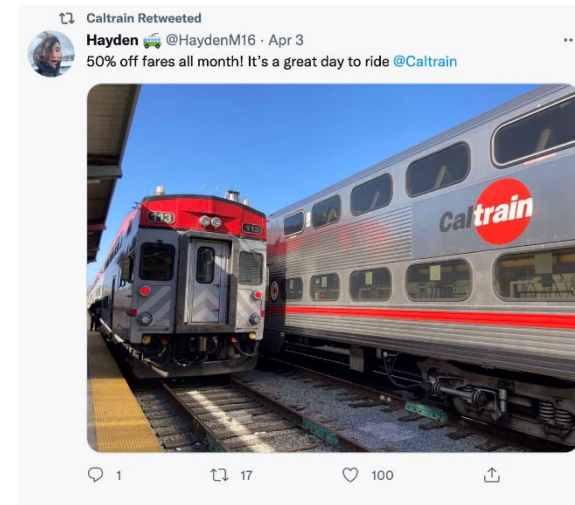 Caltrain Retweeted
Hayden @HaydenM16 · Apr 3
50% off fares all month! It's a great day to ride @Caltrain
113
113
Caltrain
1
17
100